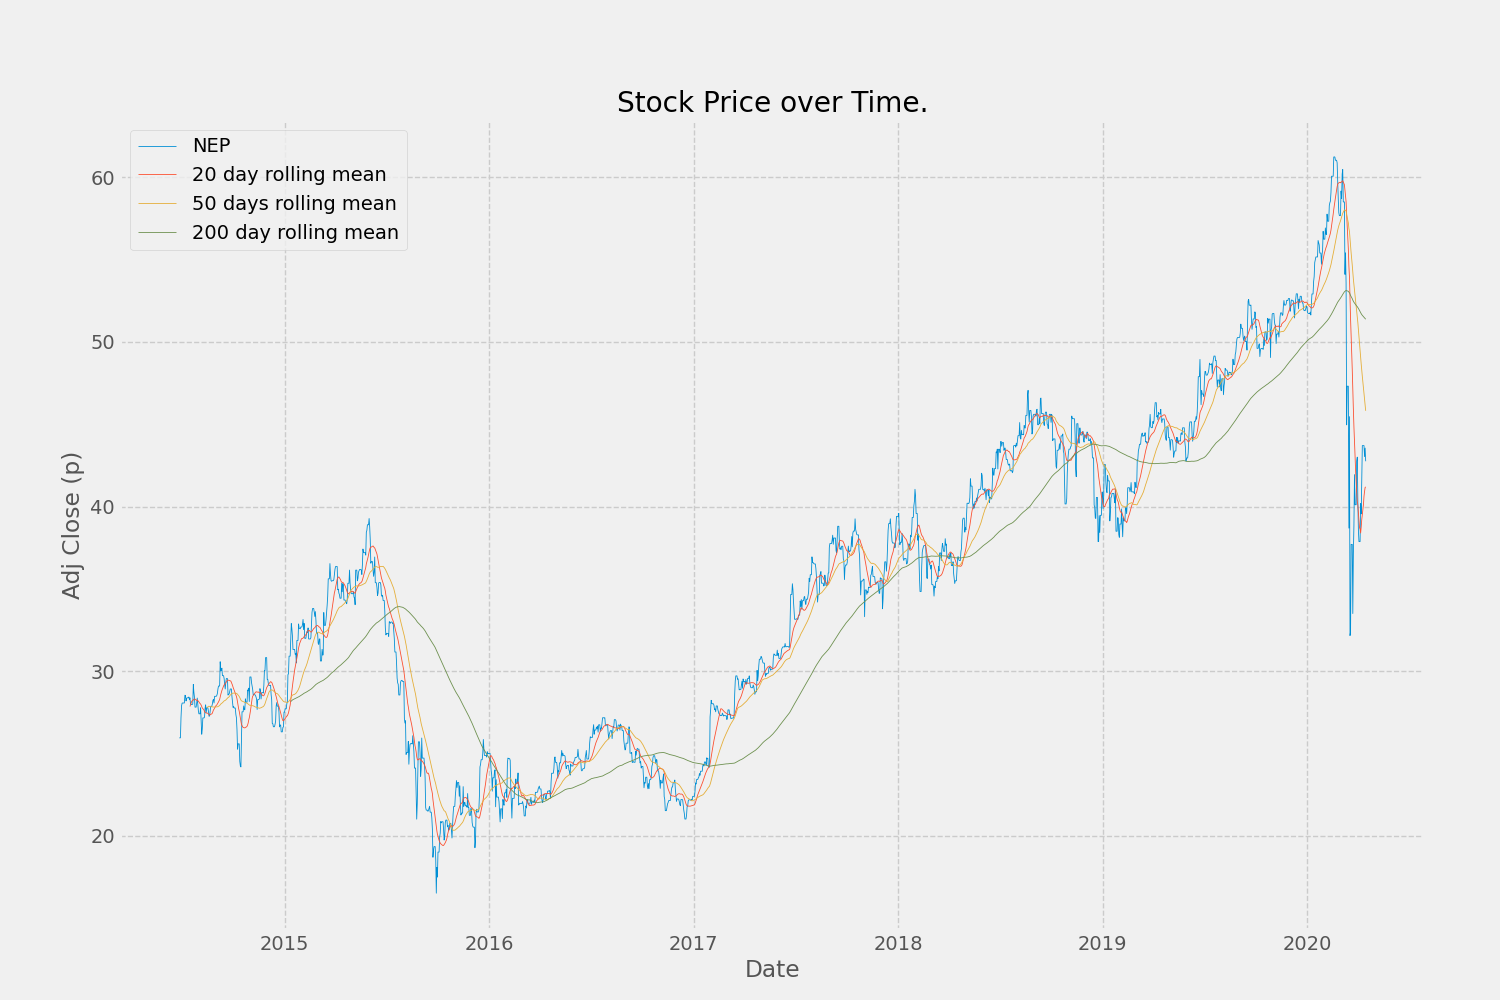 Stock Price over Time.
NEP
20 day rolling mean
50 days rolling mean
200 day rolling mean
60
50
40
30
20
Adj Close (p)
2015 2016 2017 2018 2019 2020
Date